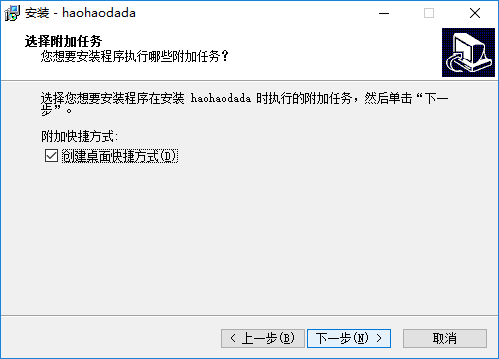 安装 - haohaodada
选择附加任务
您想要安装程序执行哪些附加任务？
选择您想要安装程序在安装 haohaodada 时执行的附加任务，然后单击“下一
步”。
附加快捷方式:
创建桌面快捷方式(D)
< 上一步(B) 下一步(N) > 取消